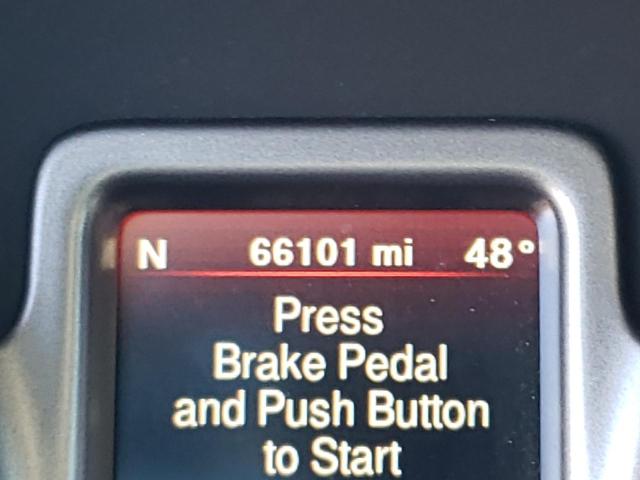 N 66101 mi 48°
Press
Brake Pedal
and Push Button
to Start